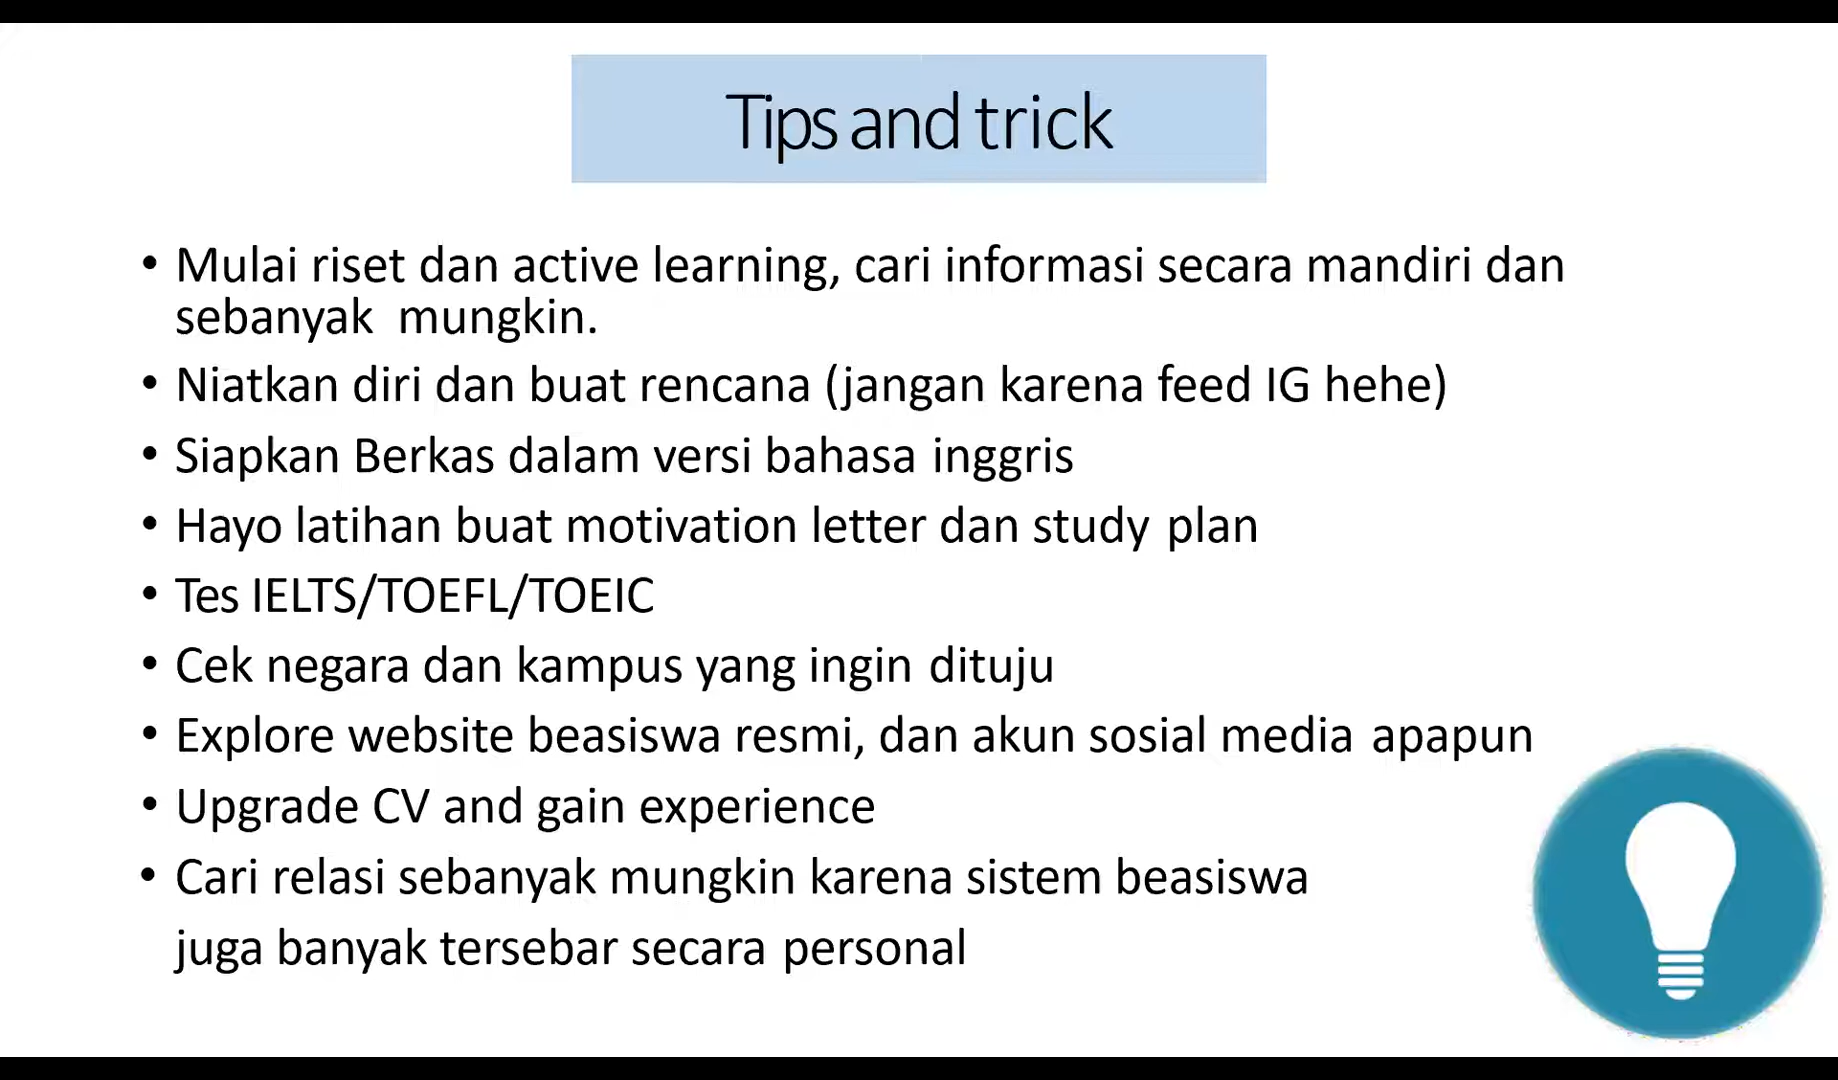 Tips and trick
• Mulai riset dan active learning, cari informasi secara mandiri dan
sebanyak mungkin.
• Niatkan diri dan buat rencana (jangan karena feed IG hehe)
• Siapkan Berkas dalam versi bahasa inggris
• Hayo latihan buat motivation letter dan study plan
• Tes IELTS/TOEFL/TOEIC
• Cek negara dan kampus yang ingin dituju
• Explore website beasiswa resmi, dan akun sosial media apapun
• Upgrade CV and gain experience
• Cari relasi sebanyak mungkin karena sistem beasiswa
juga banyak tersebar secara personal